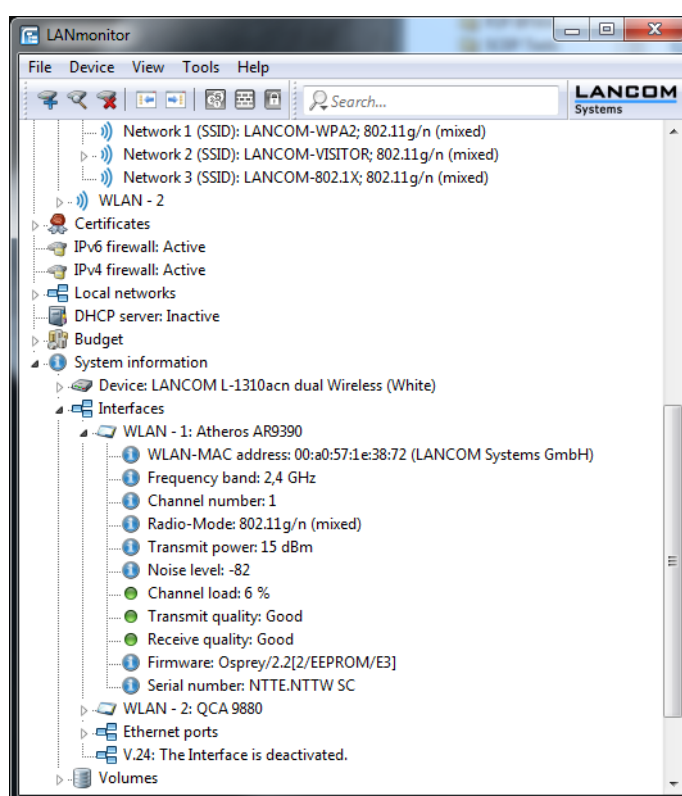 LANmonitor
File Device View Tools Help
Search...
LANCOM
Systems
Network 1 (SSID): LANCOM-WPA2; 802.11g/n (mixed)
Network 2 (SSID): LANCOM-VISITOR; 802.11g/n (mixed)
Network 3 (SSID): LANCOM-802.1X; 802.11g/n (mixed)
WLAN - 2
Certificates
IPv6 firewall: Active
IPv4 firewall: Active
Local networks
DHCP server: Inactive
Budget
System information
Device: LANCOM L-1310acn dual Wireless (White)
Interfaces
WLAN - 1: Atheros AR9390
WLAN-MAC address: 00:a0:57:1e:38:72 (LANCOM Systems GmbH)
Frequency band: 2,4 GHz
Channel number: 1
Radio-Mode: 802.11g/n (mixed)
Transmit power: 15 dBm
Noise level: -82
Channel load: 6 %
Transmit quality: Good
Receive quality: Good
Firmware: Osprey/2.2[2/EEPROM/E3]
Serial number: NTTE.NTTW SC
WLAN - 2: QCA 9880
Ethernet ports
V.24: The Interface is deactivated.
Volumes